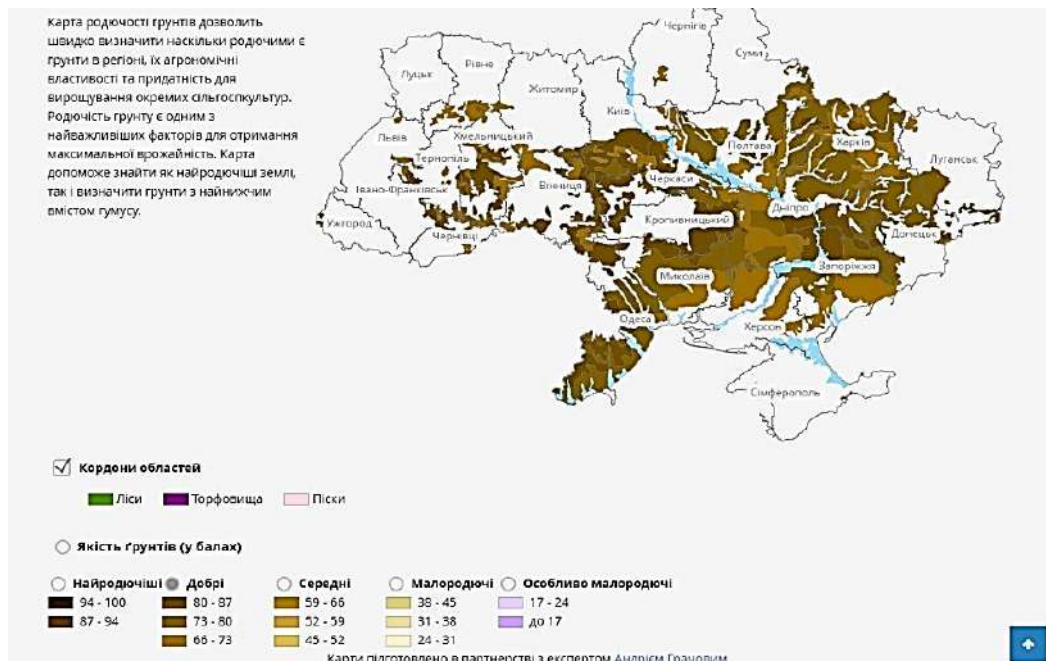 Карта родючості ґрунтів дозволить
швидко визначити наскільки родючими є
ґрунти в регіоні, їх агрономічні
властивості та придатність для
вирощування окремих сільгоспкультур.
Родючість ґрунту є одним з
найважливіших факторів для отримання
максимальної врожайність. Карта
допоможе знайти як найродючіші землі,
так і визначити ґрунти з найнижчим
вмістом гумусу.
Чернігів
Суми
Рівне
Луцьк
Житомир
Київ
Львів
Хмельницький
Полтава
Харків
Тернопіль
Луганськ
Черкаси
Івано-Франківськ
Вінниця
Дніпро
Ужгород
Кропивницький
Чернівці
Донецьк
Миколаїв
Запоріжжя
Одеса
Херсон
Сімферополь
Кордони областей
Ліси Торфовища Піски
Якість ґрунтів (у балах)
Найродючіші Добрі Середні Малородючі Особливо малородючі
94 - 100 80 - 87 59 - 66 38 - 45 17 - 24
87 - 94 73 - 80 52 - 59 31 - 38 до 17
66 - 73 45 - 52 24 - 31
Карти підготовлено в партнерстві з експертом Андрієм Грачовим